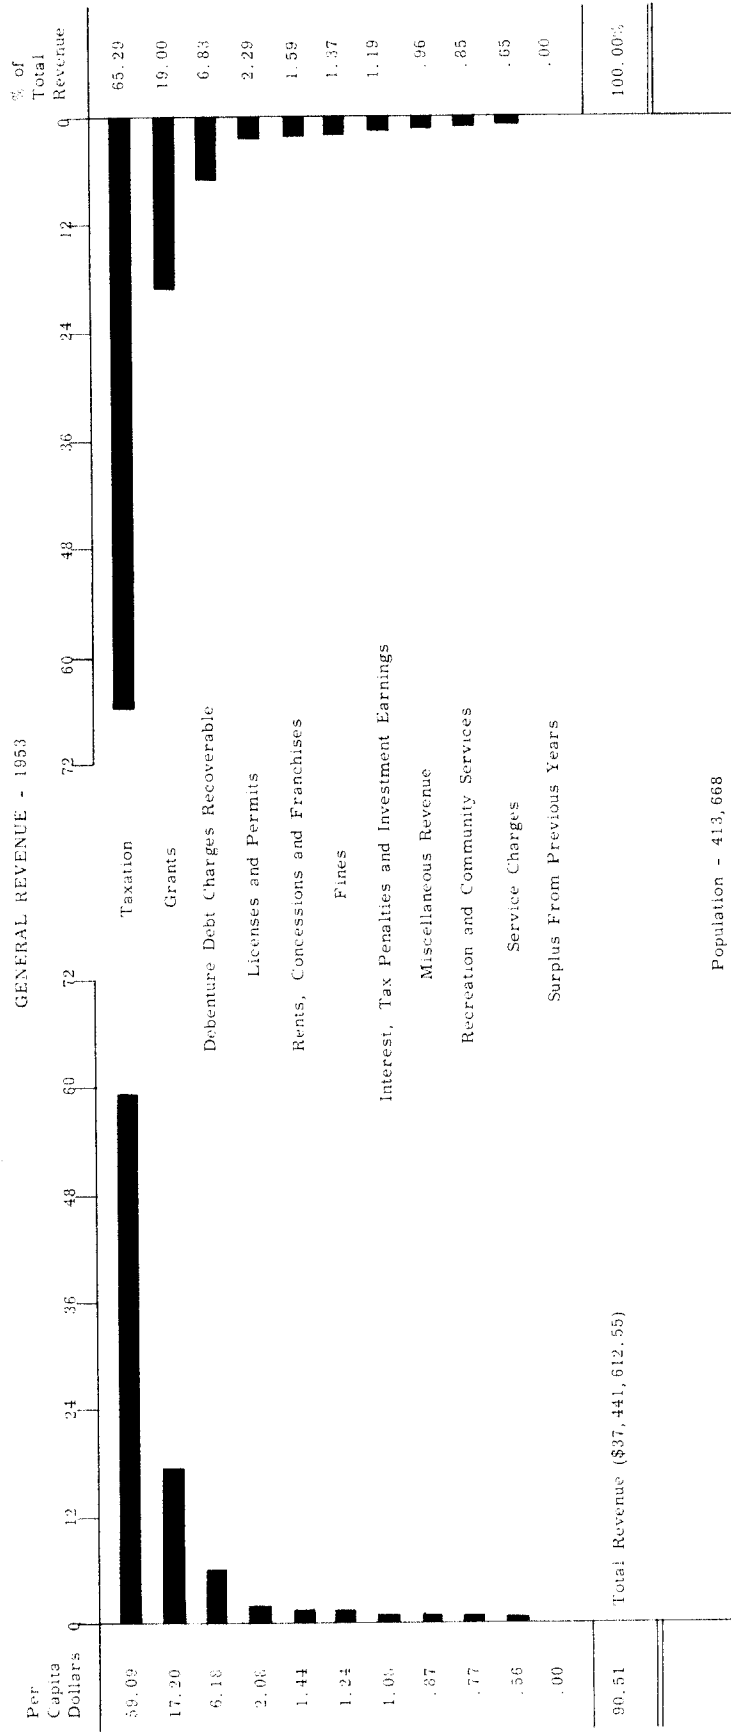 GENERAL REVENUE - 1953
Per
Capita
Dollars
0 12 24 36 48 60 72
72 60 48 36 24 12 0
% of
Total
Revenue
59.09 Taxation 65.29
17.20 Grants 19.00
6.18 Debenture Debt Charges Recoverable 6.83
2.08 Licenses and Permits 2.29
1.44 Rents, Concessions and Franchises 1.59
1.24 Fines 1.37
1.08 Interest, Tax Penalties and Investment Earnings 1.19
.87 Miscellaneous Revenue .96
.77 Recreation and Community Services .85
.56 Service Charges .65
.00 Surplus From Previous Years .00
90.51 Total Revenue ($37,441,612.55) 100.00%
Population - 413,668